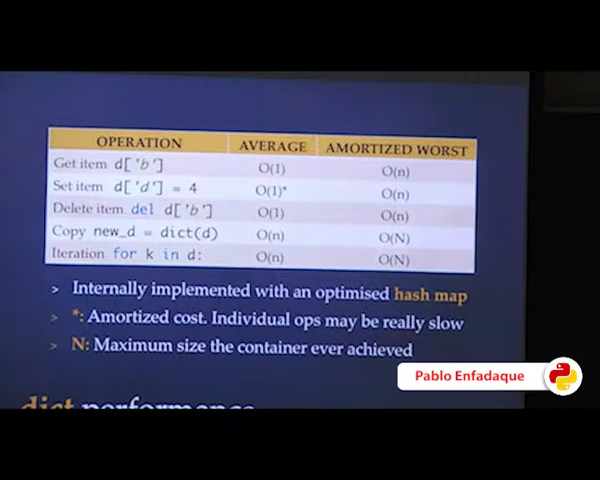 OPERATION AVERAGE AMORTIZED WORST
Get item d['b'] O(1) O(n)
Set item d['d'] = 4 O(1)* O(n)
Delete item del d['b'] O(1) O(n)
Copy new_d = dict(d) O(n) O(N)
Iteration for k in d: O(n) O(N)
> Internally implemented with an optimised hash map
> *: Amortized cost. Individual ops may be really slow
> N: Maximum size the container ever achieved
Pablo Enfadaque
dict performance